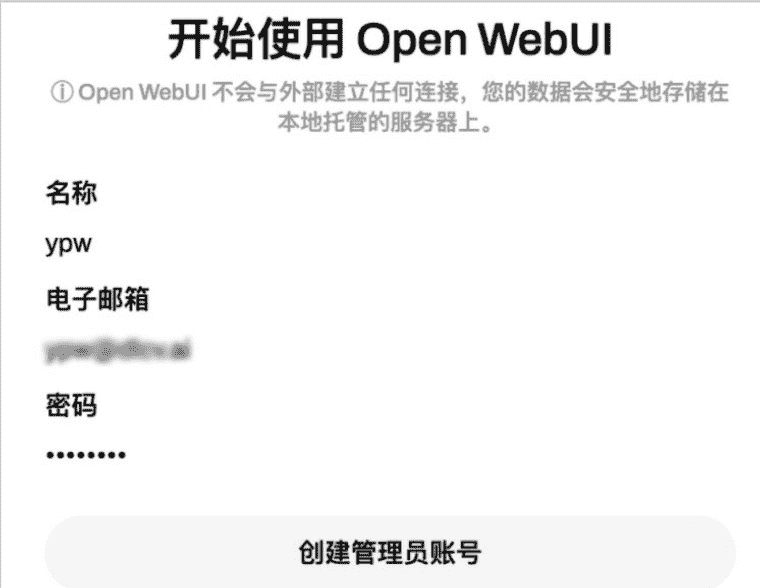 开始使用 Open WebUI
ⓘ Open WebUI 不会与外部建立任何连接，您的数据会安全地存储在
本地托管的服务器上。
名称
ypw
电子邮箱
密码
••••••••
创建管理员账号